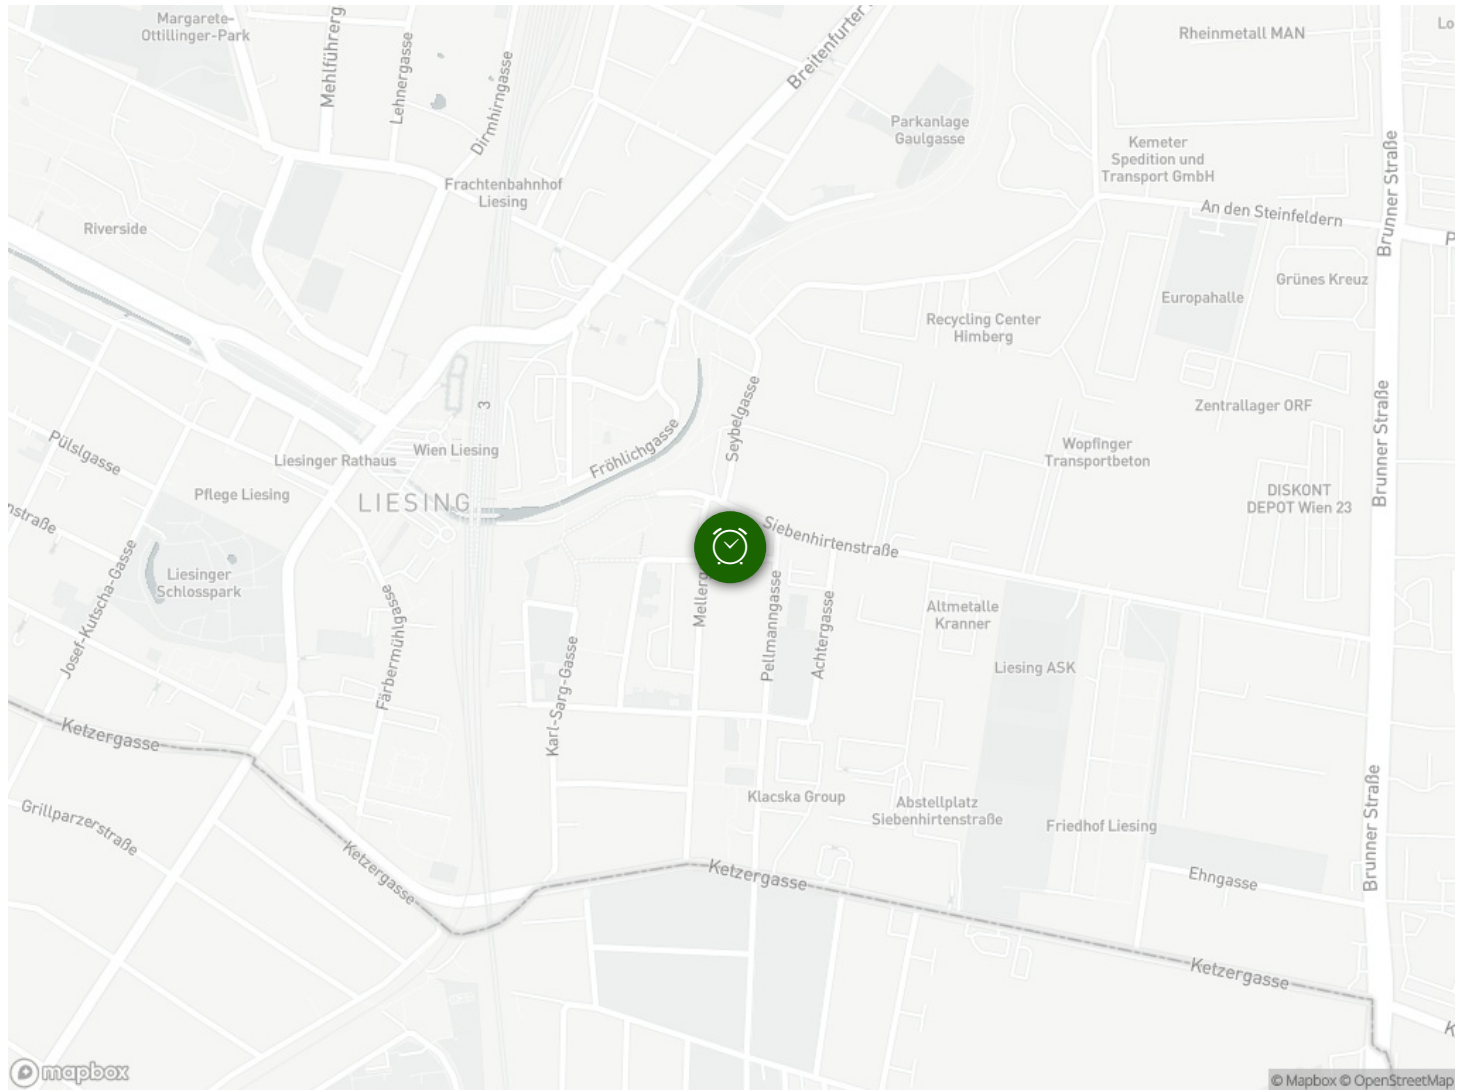 Margarete-
Ottillinger-Park
Mehlführerg
Lehnergasse
Dirmhirngasse
Breitenfurter
Rheinmetall MAN
Lo
Parkanlage
Gaulgasse
Kemeter
Spedition und
Transport GmbH
Brunner Straße
Frachtenbahnhof
Liesing
An den Steinfeldern
P
Riverside
Grünes Kreuz
Europahalle
Recycling Center
Himberg
3
Seybelgasse
Zentrallager ORF
Brunner Straße
Pülslgasse
Liesinger Rathaus
Wien Liesing
Fröhlichgasse
Wopfinger
Transportbeton
Pflege Liesing
LIESING
DISKONT
DEPOT Wien 23
nstraße
Siebenhirtenstraße
Josef-Kutscha-Gasse
Liesinger
Schlosspark
Färbermühlgasse
Mellerg
Pellmanngasse
Achtergasse
Altmetalle
Kranner
Karl-Sarg-Gasse
Liesing ASK
Ketzergasse
Brunner Straße
Grillparzerstraße
Klacska Group
Abstellplatz
Siebenhirtenstraße
Friedhof Liesing
Ketzergasse
Ketzergasse
Ehngasse
Ketzergasse
K
mapbox
© Mapbox © OpenStreetMap